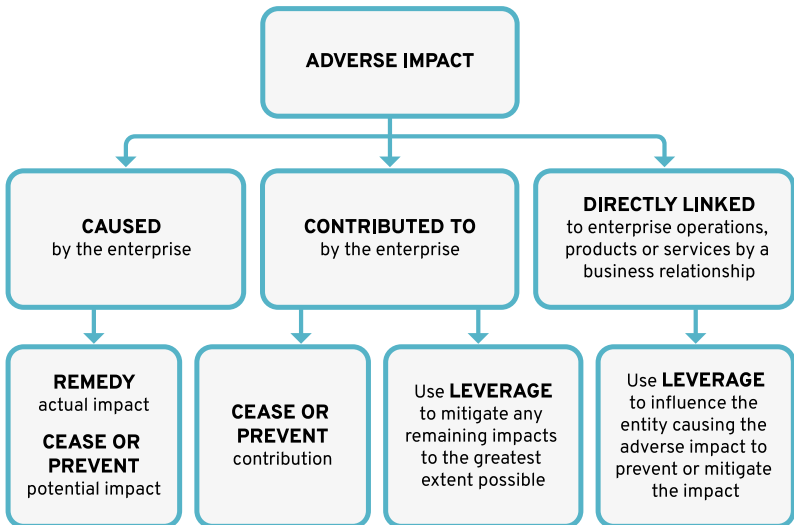 ADVERSE IMPACT
CAUSED
by the enterprise
CONTRIBUTED TO
by the enterprise
DIRECTLY LINKED
to enterprise operations,
products or services by a
business relationship
REMEDY
actual impact
CEASE OR
PREVENT
potential impact
CEASE OR
PREVENT
contribution
Use LEVERAGE
to mitigate any
remaining impacts
to the greatest
extent possible
Use LEVERAGE
to influence the
entity causing the
adverse impact to
prevent or mitigate
the impact